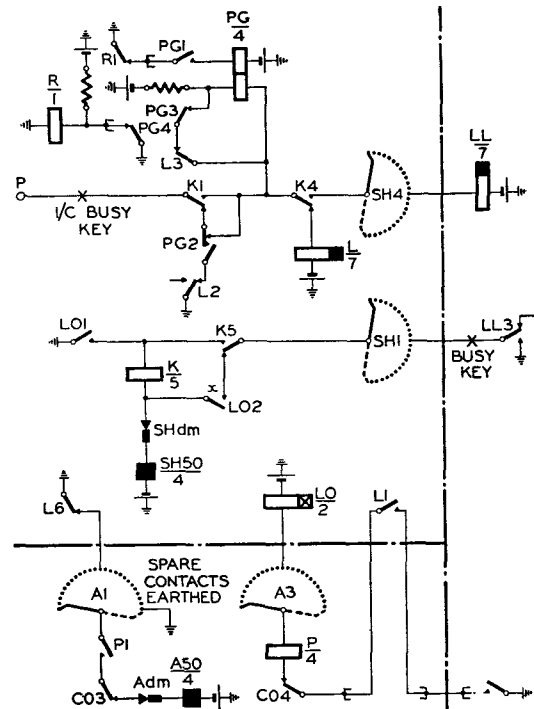 PG
4
PG1
R1
R
1
PG3
PG4
L3
LL
7
P
K1
K4
SH4
I/C BUSY
KEY
PG2
L
7
L2
LO1
K5
SH1
LL3
BUSY
KEY
K
5
x
LO2
SHdm
SH50
4
L6
LO
2
L1
SPARE
CONTACTS
EARTHED
A1
A3
P1
P
4
A50
4
Adm
CO3
CO4